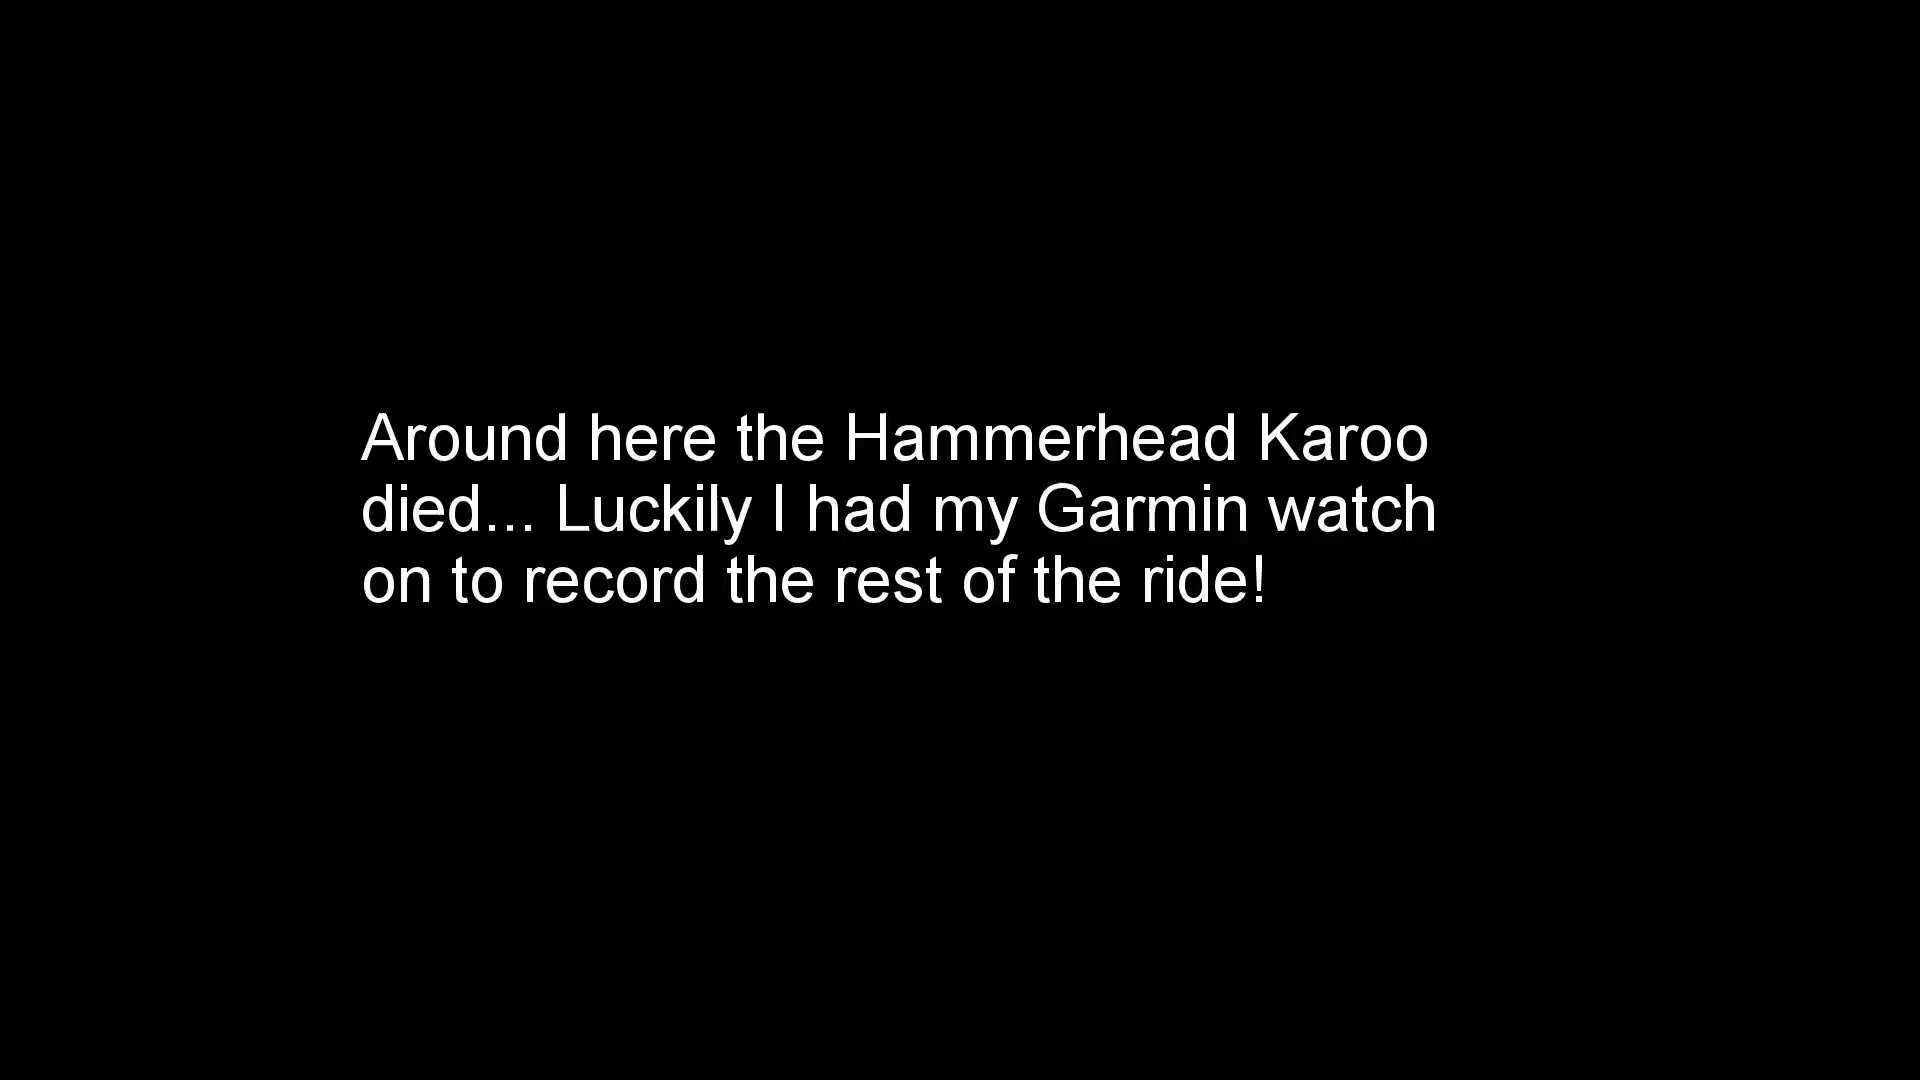 Around here the Hammerhead Karoo
died... Luckily I had my Garmin watch
on to record the rest of the ride!